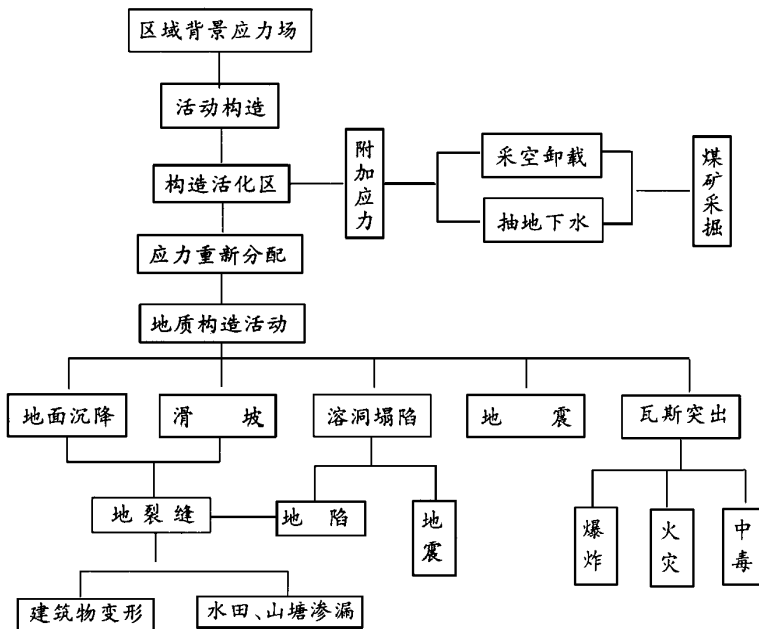 区域背景应力场
活动构造
构造活化区
附加应力
采空卸载
抽地下水
煤矿采掘
应力重新分配
地质构造活动
地面沉降
滑 坡
溶洞塌陷
地 震
瓦斯突出
地裂缝
地 陷
地震
爆炸
火灾
中毒
建筑物变形
水田、山塘渗漏